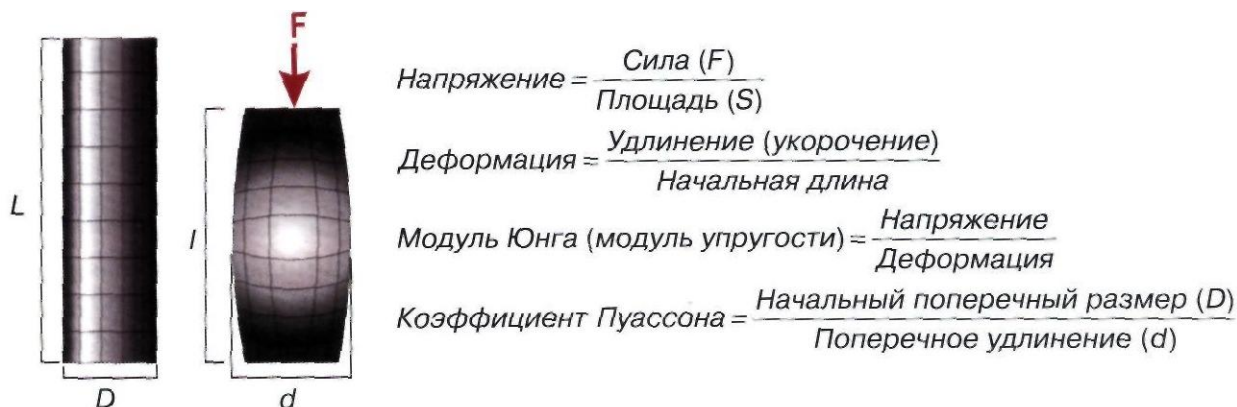 F
L
l
D
d
Напряжение = Сила (F)
Площадь (S)
Деформация = Удлинение (укорочение)
Начальная длина
Модуль Юнга (модуль упругости) = Напряжение
Деформация
Коэффициент Пуассона = Начальный поперечный размер (D)
Поперечное удлинение (d)